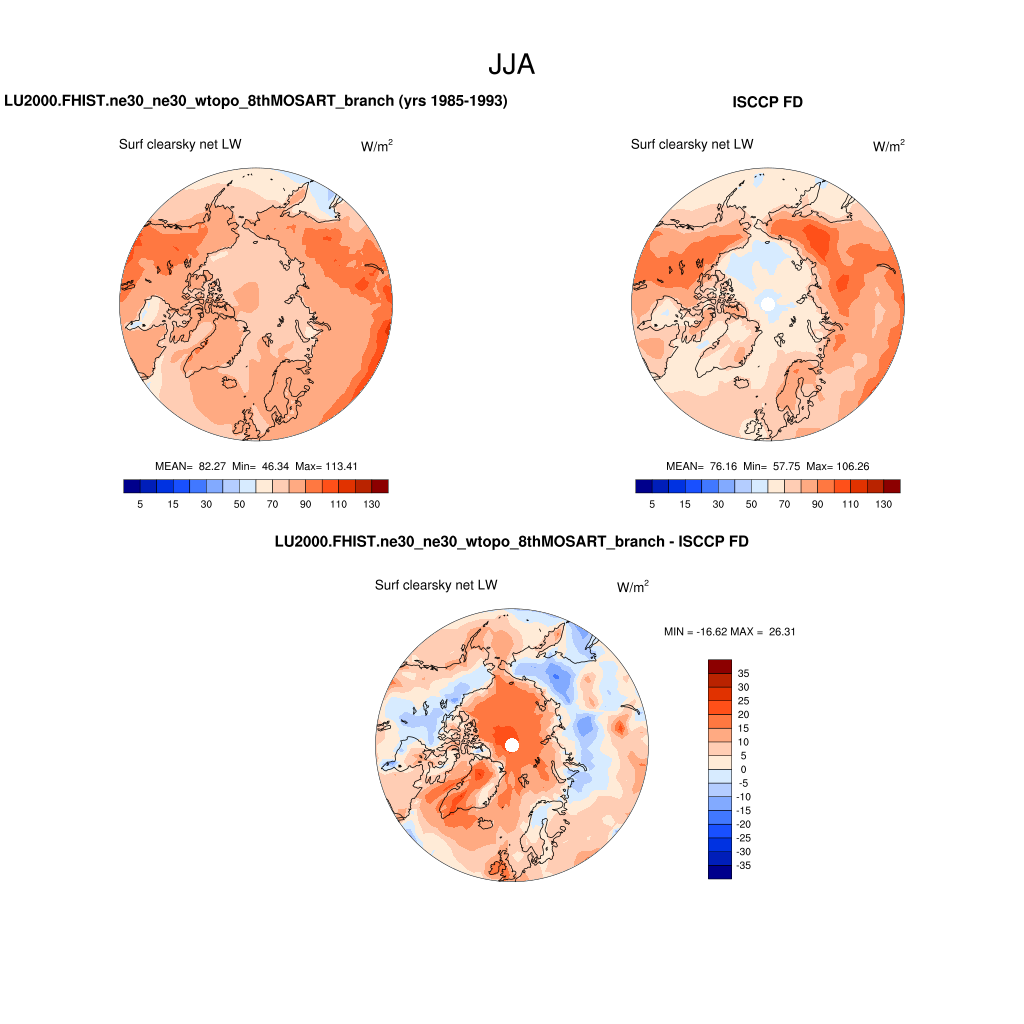 JJA
LU2000.FHIST.ne30_ne30_wtopo_8thMOSART_branch (yrs 1985-1993)
ISCCP FD
Surf clearsky net LW
W/m2
Surf clearsky net LW
W/m2
MEAN= 82.27 Min= 46.34 Max= 113.41
5 15 30 50 70 90 110 130
MEAN= 76.16 Min= 57.75 Max= 106.26
5 15 30 50 70 90 110 130
LU2000.FHIST.ne30_ne30_wtopo_8thMOSART_branch - ISCCP FD
Surf clearsky net LW
W/m2
MIN = -16.62 MAX = 26.31
35
30
25
20
15
10
5
0
-5
-10
-15
-20
-25
-30
-35